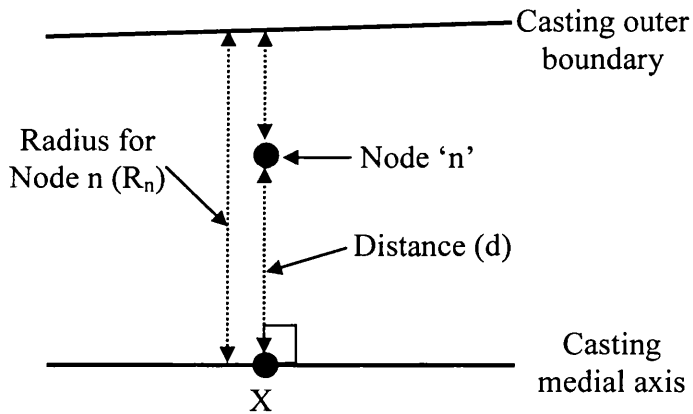 Casting outer
boundary
Radius for
Node n (Rn)
Node ‘n’
Distance (d)
Casting
medial axis
X